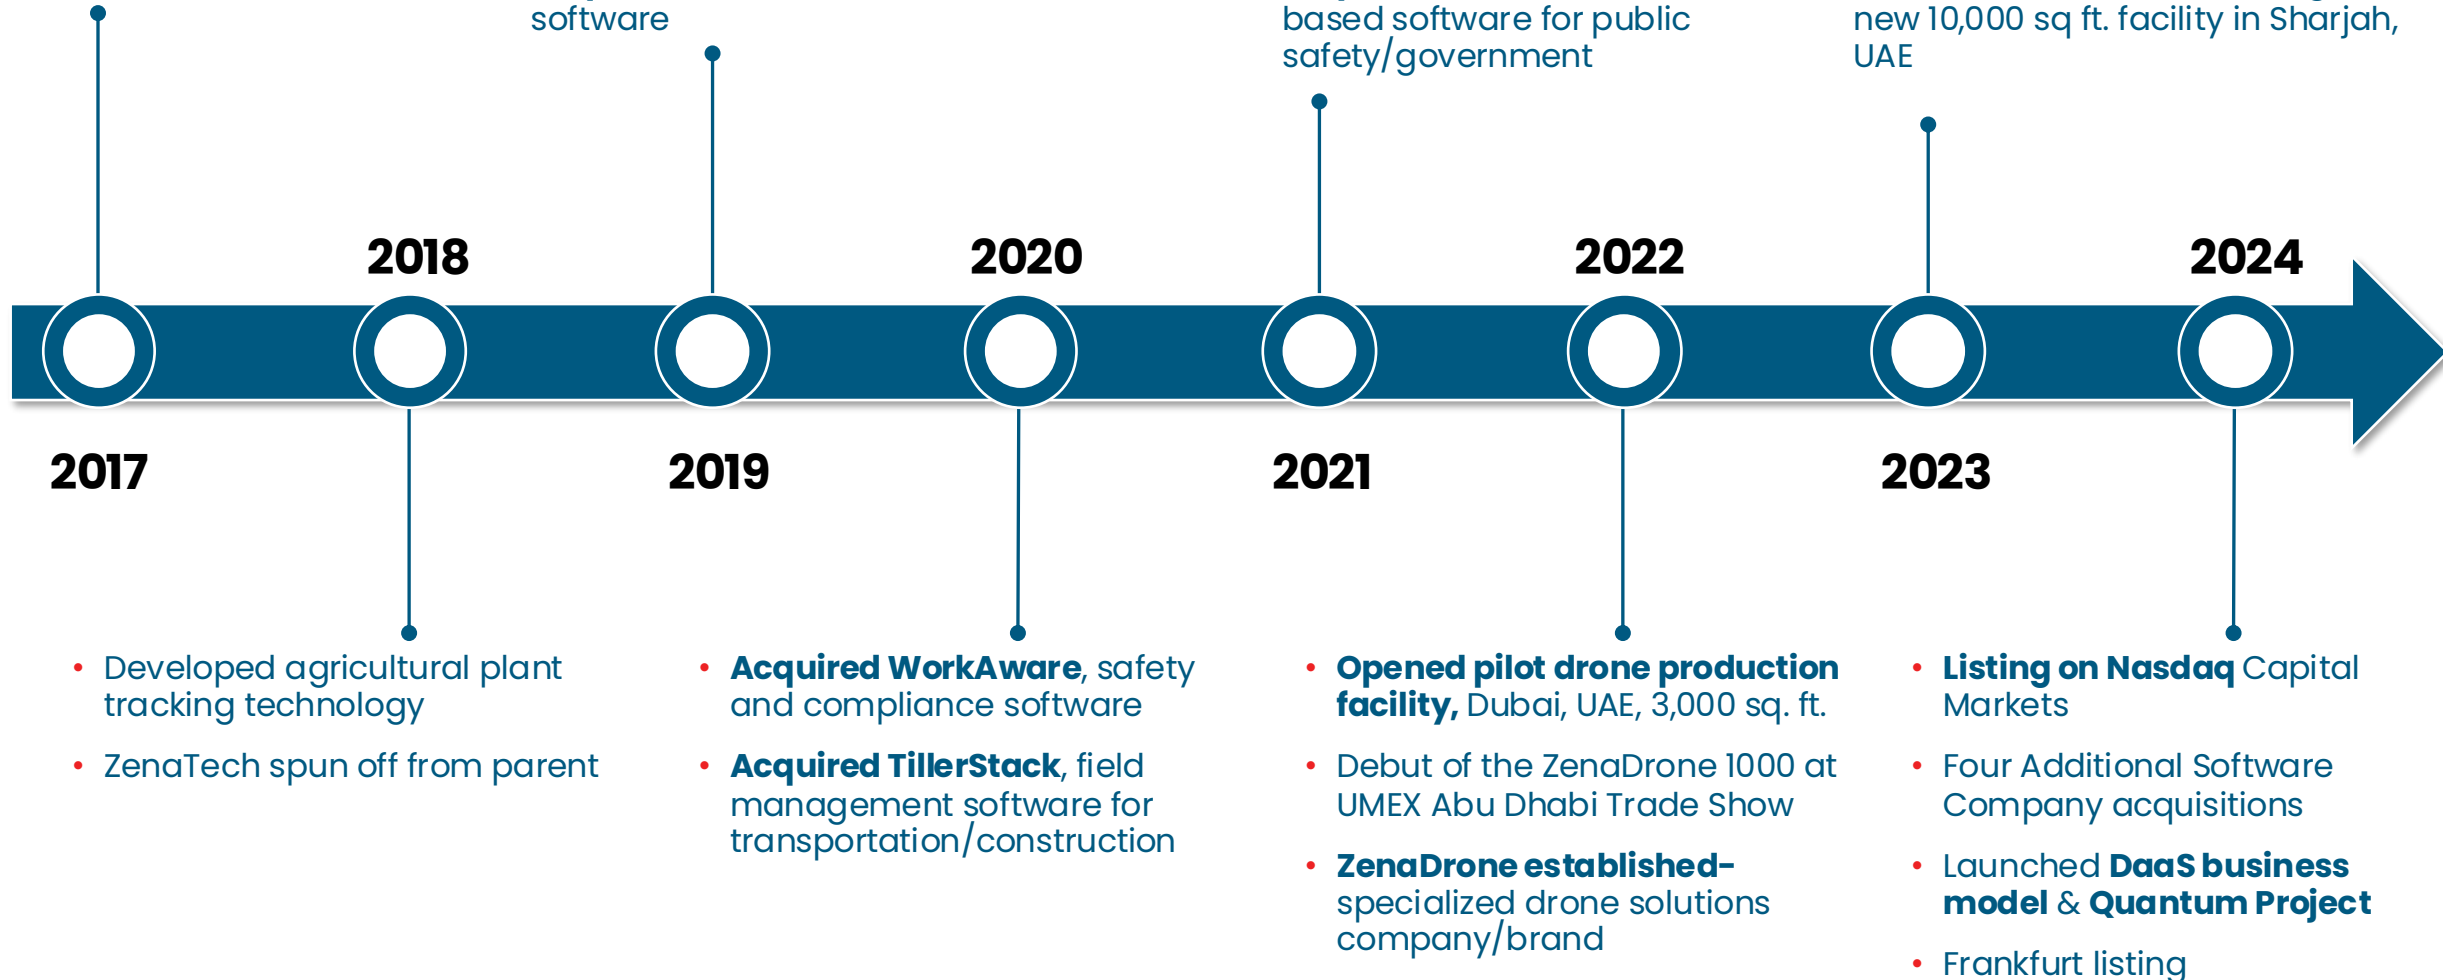 software
based software for public
safety/government
new 10,000 sq ft. facility in Sharjah,
UAE
2018
2020
2022
2024
2017
2019
2021
2023
• Developed agricultural plant
tracking technology
• ZenaTech spun off from parent
• Acquired WorkAware, safety
and compliance software
• Acquired TillerStack, field
management software for
transportation/construction
• Opened pilot drone production
facility, Dubai, UAE, 3,000 sq. ft.
• Debut of the ZenaDrone 1000 at
UMEX Abu Dhabi Trade Show
• ZenaDrone established-
specialized drone solutions
company/brand
• Listing on Nasdaq Capital
Markets
• Four Additional Software
Company acquisitions
• Launched DaaS business
model & Quantum Project
• Frankfurt listing